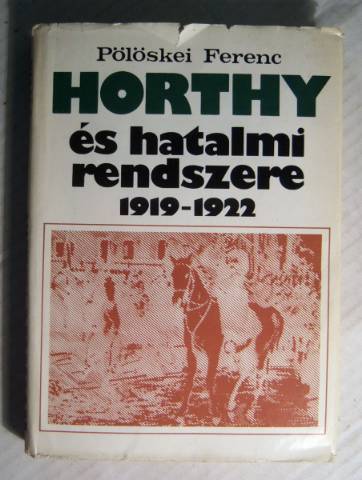 Pölöskei Ferenc
HORTHY
és hatalmi
rendszere
1919-1922